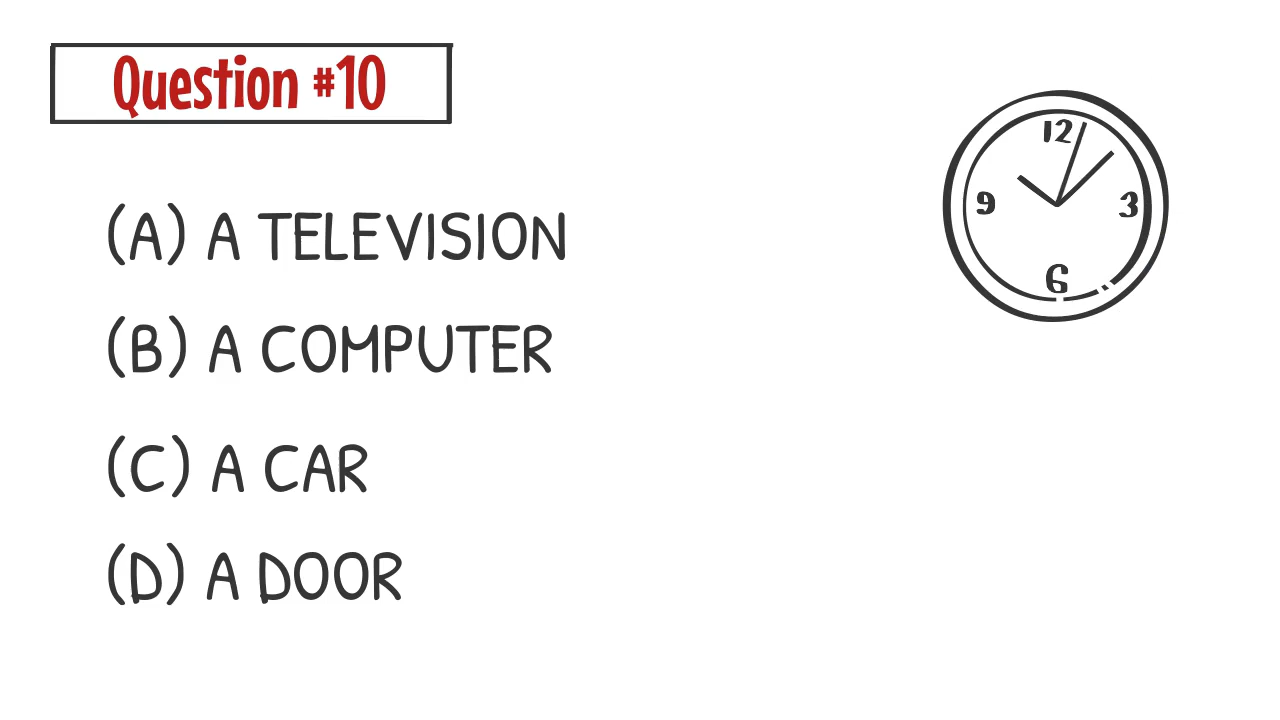 Question #10
(A) A TELEVISION
(B) A COMPUTER
(C) A CAR
(D) A DOOR
12
9
3
6